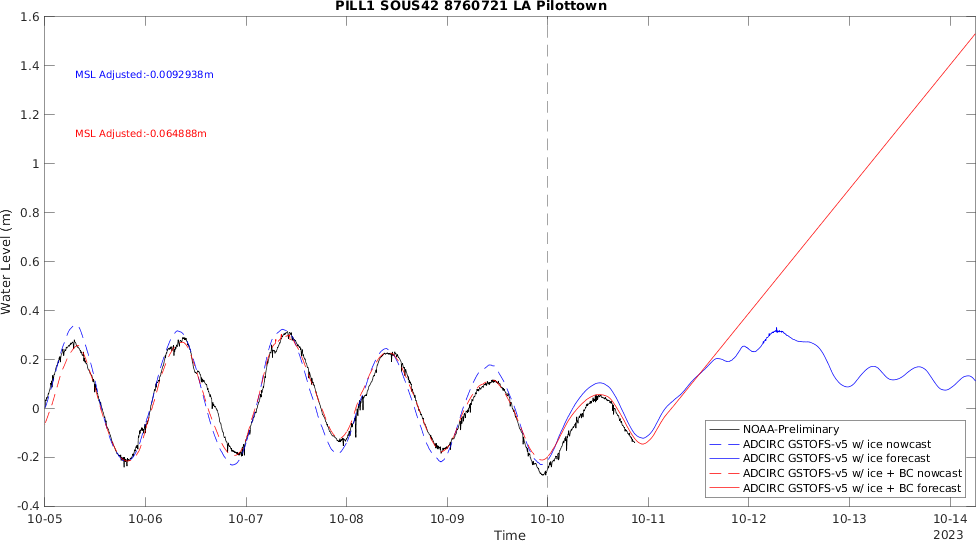 PILL1 SOUS42 8760721 LA Pilottown
1.6
1.4
1.2
1
0.8
0.6
0.4
0.2
0
-0.2
-0.4
Water Level (m)
MSL Adjusted:-0.0092938m
MSL Adjusted:-0.064888m
NOAA-Preliminary
ADCIRC GSTOFS-v5 w/ ice nowcast
ADCIRC GSTOFS-v5 w/ ice forecast
ADCIRC GSTOFS-v5 w/ ice + BC nowcast
ADCIRC GSTOFS-v5 w/ ice + BC forecast
10-05 10-06 10-07 10-08 10-09 10-10 10-11 10-12 10-13 10-14
2023
Time